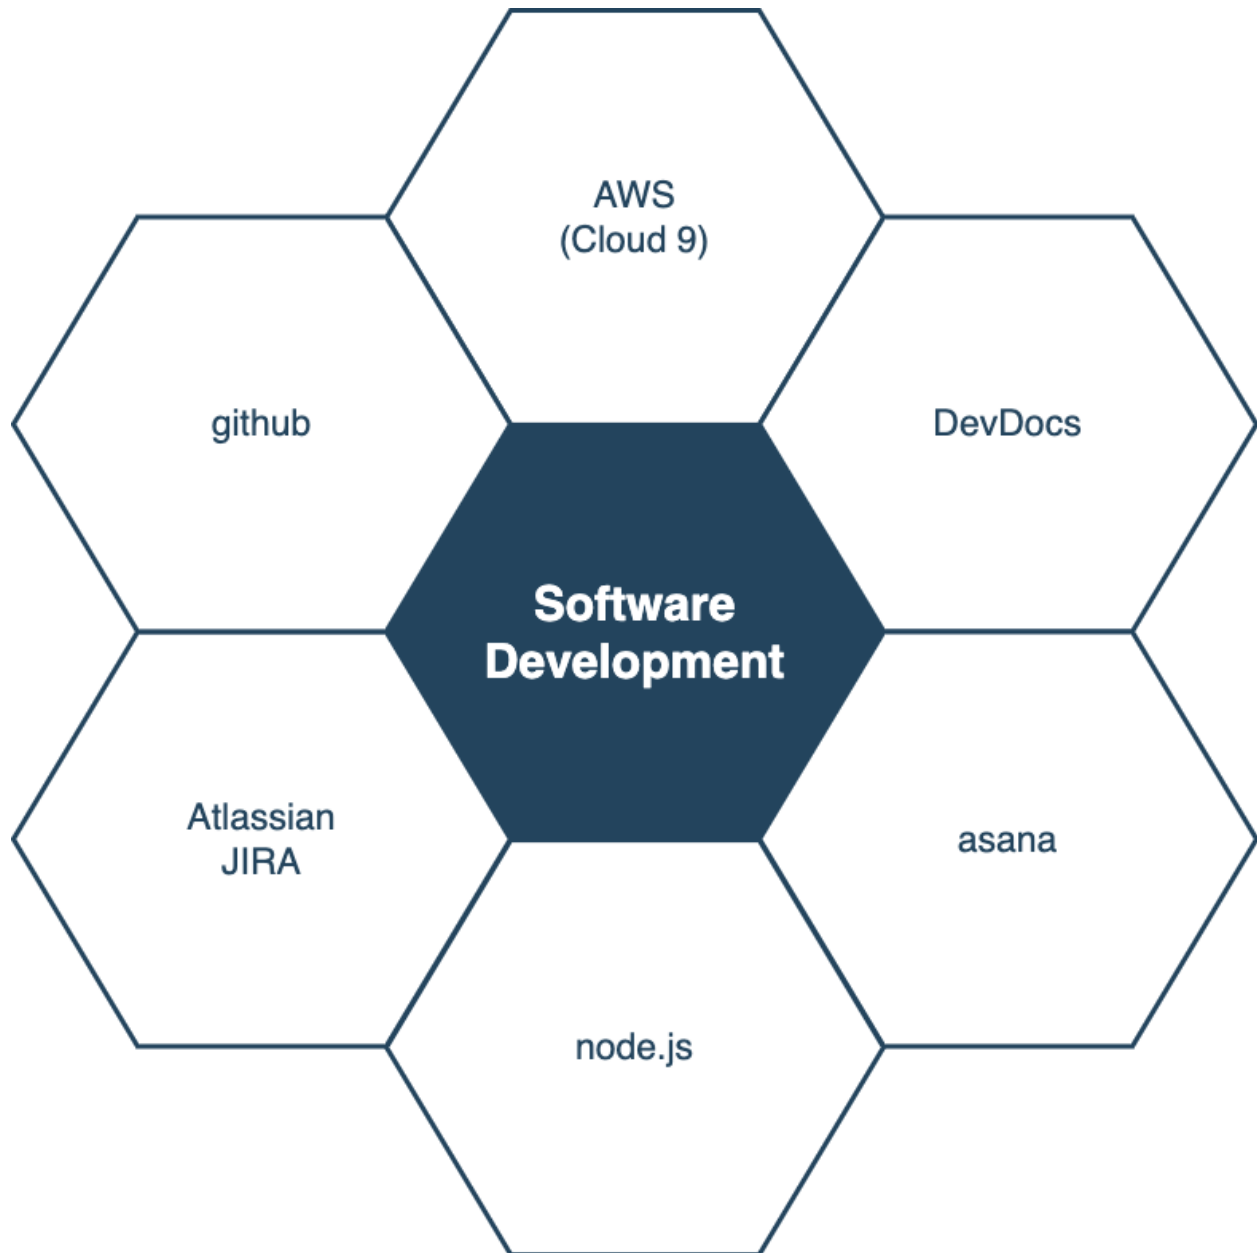 AWS
(Cloud 9)
github
DevDocs
Software
Development
Atlassian
JIRA
asana
node.js